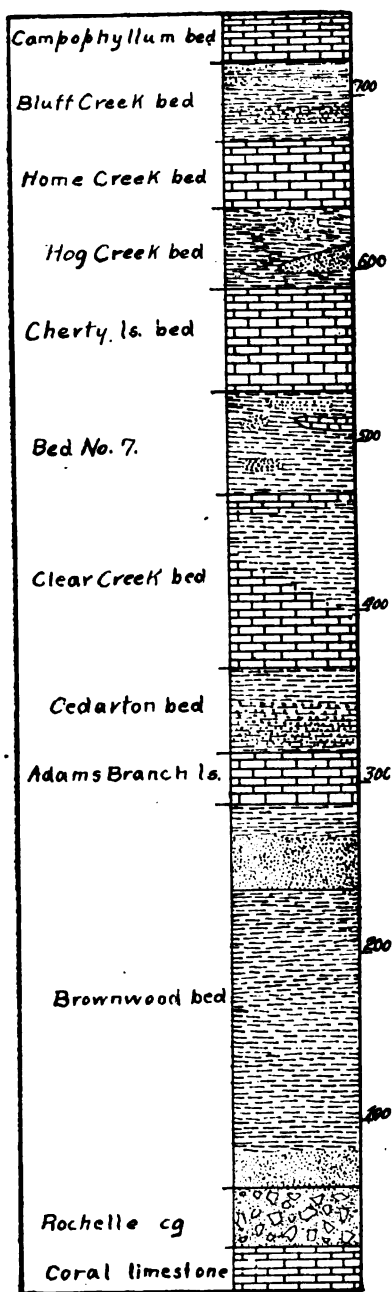 Campophyllum bed
700
Bluff Creek bed
Home Creek bed
Hog Creek bed
600
Cherty ls. bed
500
Bed No. 7.
Clear Creek bed
400
Cedarton bed
Adams Branch ls.
300
200
Brownwood bed
100
Rochelle cg
Coral limestone